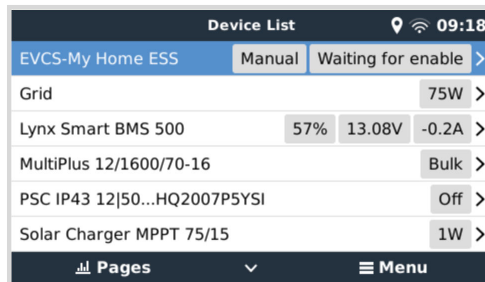 Device List 09:18
EVCS-My Home ESS Manual Waiting for enable
Grid 75W
Lynx Smart BMS 500 57% 13.08V -0.2A
MultiPlus 12/1600/70-16 Bulk
PSC IP43 12|50...HQ2007P5YSI Off
Solar Charger MPPT 75/15 1W
Pages Menu